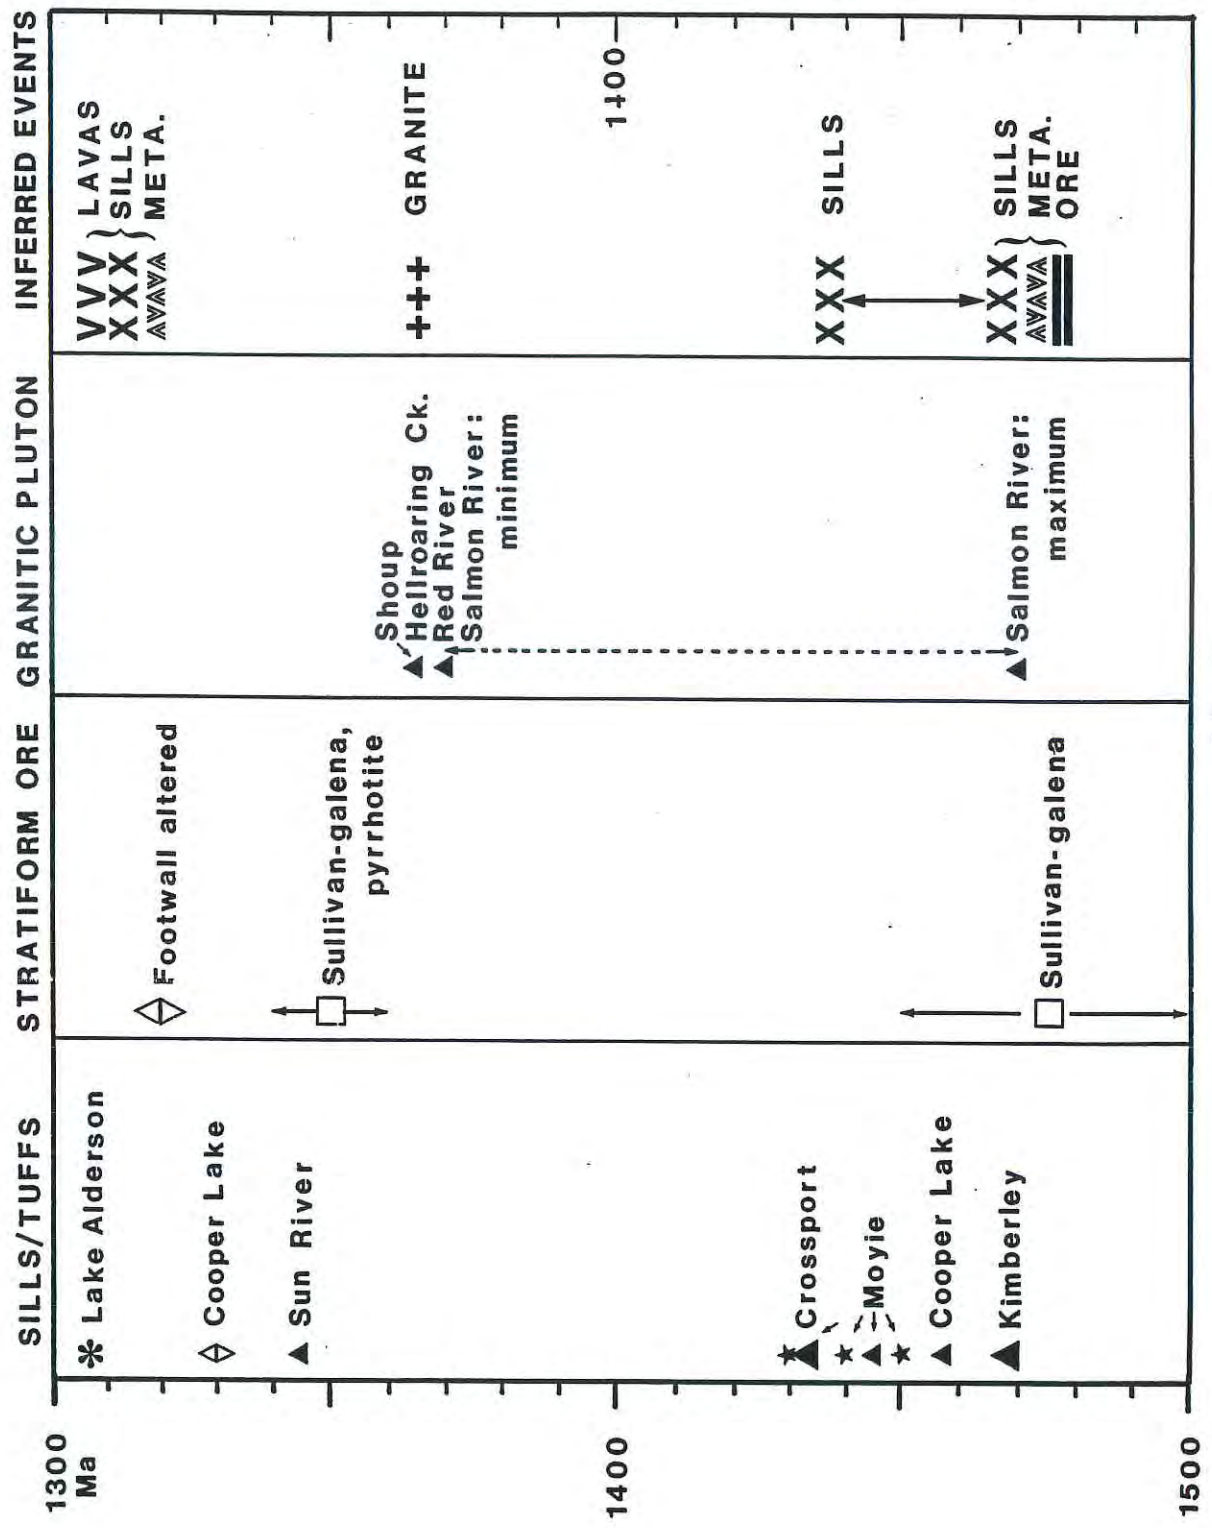 SILLS/TUFFS
STRATIFORM ORE
GRANITIC PLUTON
INFERRED EVENTS
1300
Ma
1400
1500
Lake Alderson
Cooper Lake
Sun River
Crossport
Moyie
Cooper Lake
Kimberley
Footwall altered
Sullivan-galena,
pyrrhotite
Sullivan-galena
Shoup
Hellroaring Ck.
Red River
Salmon River:
minimum
Salmon River:
maximum
VVV } LAVAS
XXX } SILLS
META.
+++ GRANITE
1400
XXX SILLS
XXX } SILLS
META.
ORE